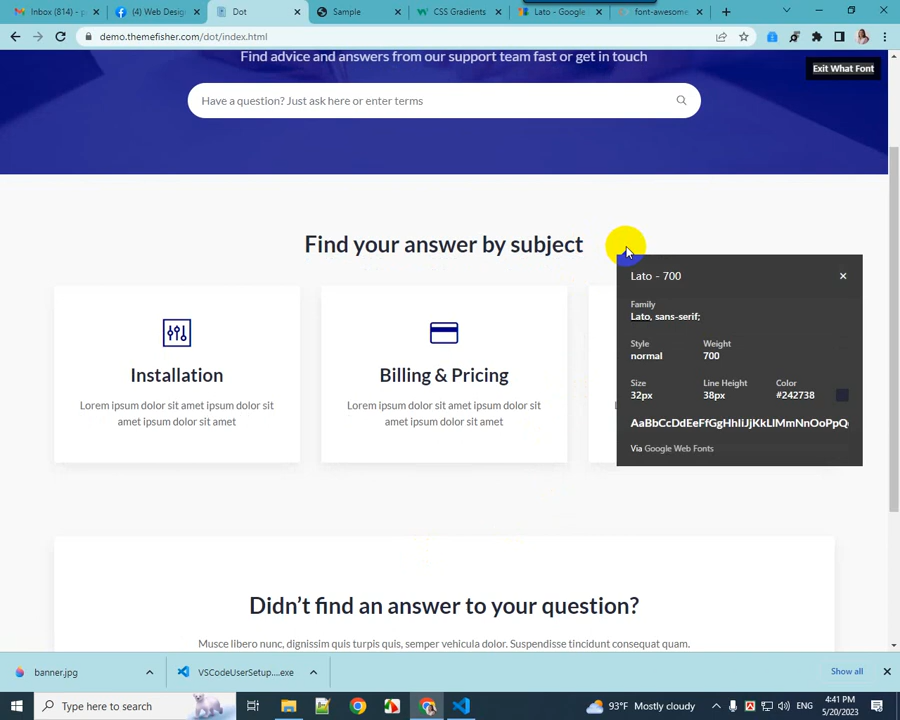 Inbox (814) - p
(4) Web Desig
Dot
Sample
CSS Gradients
Lato - Google
font-awesome
demo.themefisher.com/dot/index.html
Find advice and answers from our support team fast or get in touch
Exit What Font
Have a question? Just ask here or enter terms
Find your answer by subject
Lato - 700
Family
Lato, sans-serif;
Style
Weight
normal
700
Size
Line Height
Color
32px
38px
#242738
AaBbCcDdEeFfGgHhIiJjKkLlMmNnOoPpQ
Via Google Web Fonts
Installation
Lorem ipsum dolor sit amet ipsum dolor sit
dolor sit amet ipsum amet
Billing & Pricing
Lorem ipsum dolor sit amet ipsum dolor sit
dolor sit amet ipsum amet
Didn't find an answer to your question?
Musce libero nunc, dignissim quis turpis quis, semper vehicula dolor. Suspendisse tincidunt consequat quam.
banner.jpg
VSCodeUserSetup....exe
Show all
Type here to search
93°F Mostly cloudy
ENG
4:41 PM
5/20/2023